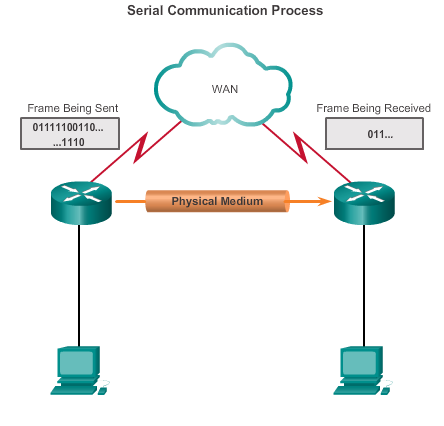 Serial Communication Process
WAN
Frame Being Sent
01111100110...
...1110
Frame Being Received
011...
Physical Medium